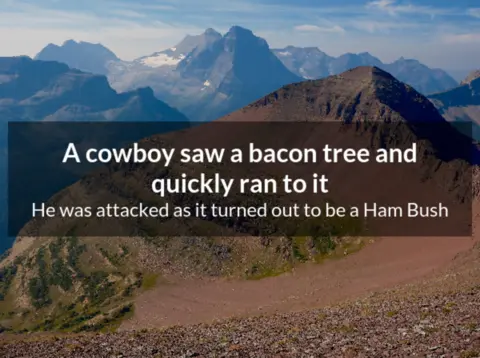 A cowboy saw a bacon tree and
quickly ran to it
He was attacked as it turned out to be a Ham Bush